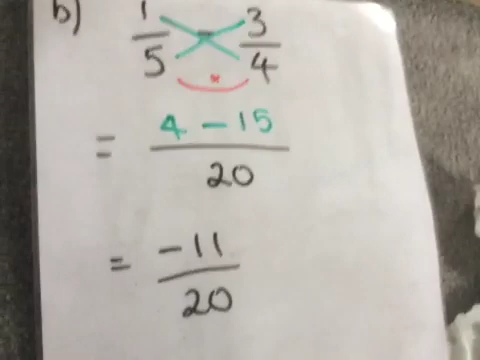 b) 1/5 - 3/4
= 4 - 15/20
= -11/20